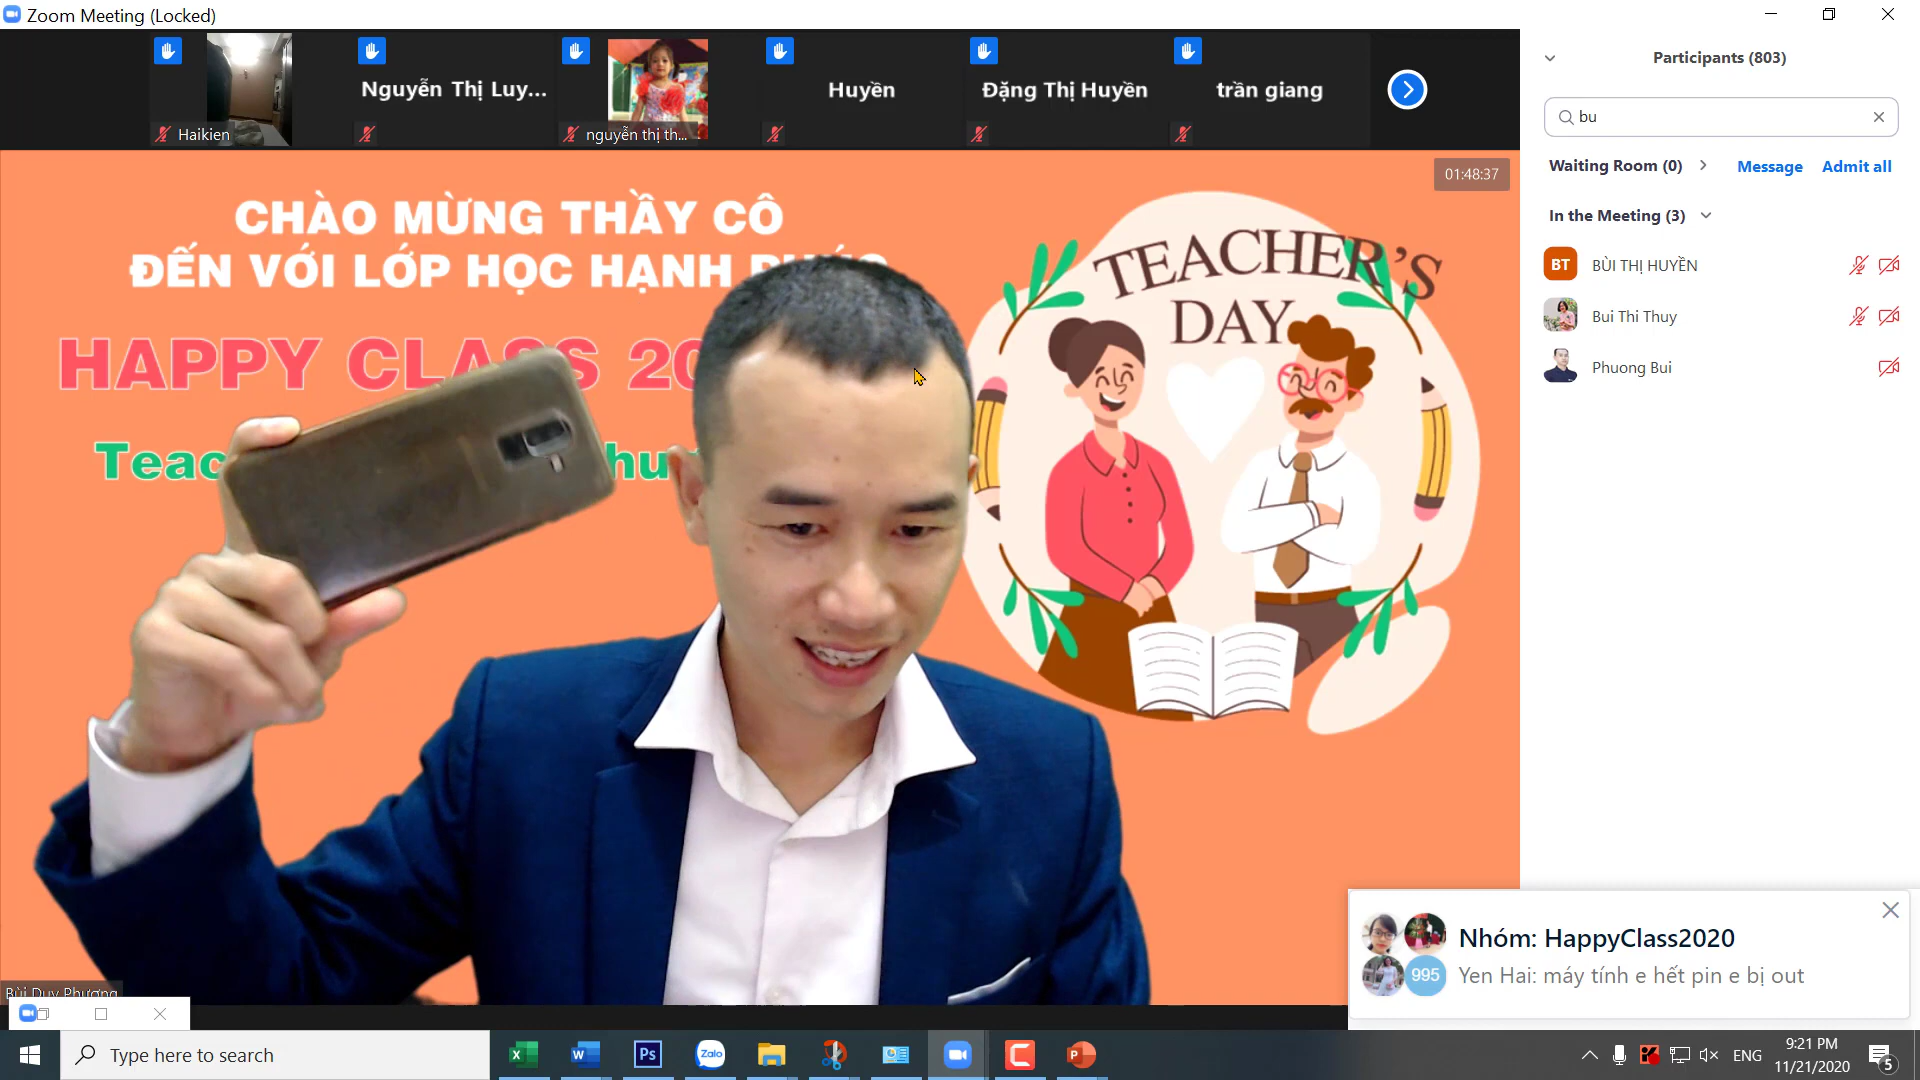 Zoom Meeting (Locked)
Haikien
Nguyễn Thị Luy...
nguyễn thị th...
Huyền
Đặng Thị Huyền
trần giang
01:48:37
CHÀO MỪNG THẦY CÔ
ĐẾN VỚI LỚP HỌC HẠNH
HAPPY CLASS
TEACHER'S
DAY
Bùi Duy Phương
Participants (803)
bu
Waiting Room (0)
Message
Admit all
In the Meeting (3)
BT
BÙI THỊ HUYỀN
Bui Thi Thuy
Phuong Bui
Nhóm: HappyClass2020
995
Yen Hai: máy tính e hết pin e bị out
Type here to search
Ps
Zalo
ENG
9:21 PM
11/21/2020
5